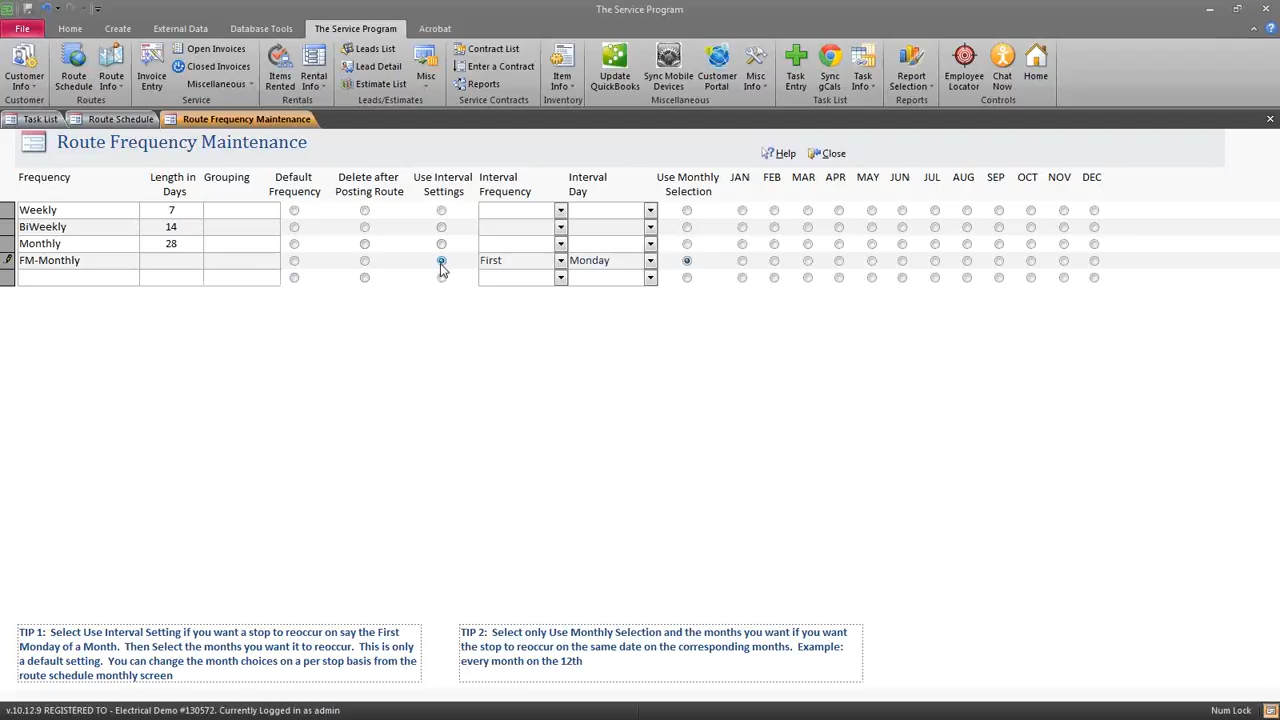 The Service Program
File Home Create External Data Database Tools The Service Program Acrobat
Customer Info
Customer
Route Schedule
Route Info
Routes
Invoice Entry
Open Invoices
Closed Invoices
Miscellaneous
Service
Items Rented
Rental Info
Rentals
Leads List
Lead Detail
Estimate List
Misc
Leads/Estimates
Contract List
Enter a Contract
Reports
Service Contracts
Item Info
Inventory
Update QuickBooks
Sync Mobile Devices
Customer Portal
Misc Info
Miscellaneous
Task Entry
Sync gCals
Task Info
Task List
Report Selection
Reports
Employee Locator
Chat Now
Home
Controls
Task List Route Schedule Route Frequency Maintenance
Route Frequency Maintenance
Help Close
Frequency Length in Days Grouping Default Frequency Delete after Posting Route Use Interval Settings Interval Frequency Interval Day Use Monthly Selection JAN FEB MAR APR MAY JUN JUL AUG SEP OCT NOV DEC
Weekly 7
BiWeekly 14
Monthly 28
FM-Monthly First Monday
TIP 1: Select Use Interval Setting if you want a stop to reoccur on say the First
Monday of a Month. Then Select the months you want it to reoccur. This is only
a default setting. You can change the month choices on a per stop basis from the
route schedule monthly screen
TIP 2: Select only Use Monthly Selection and the months you want if you want
the stop to reoccur on the same date on the corresponding months. Example:
every month on the 12th
v.10.12.9 REGISTERED TO - Electrical Demo #130572. Currently Logged in as admin
Num Lock